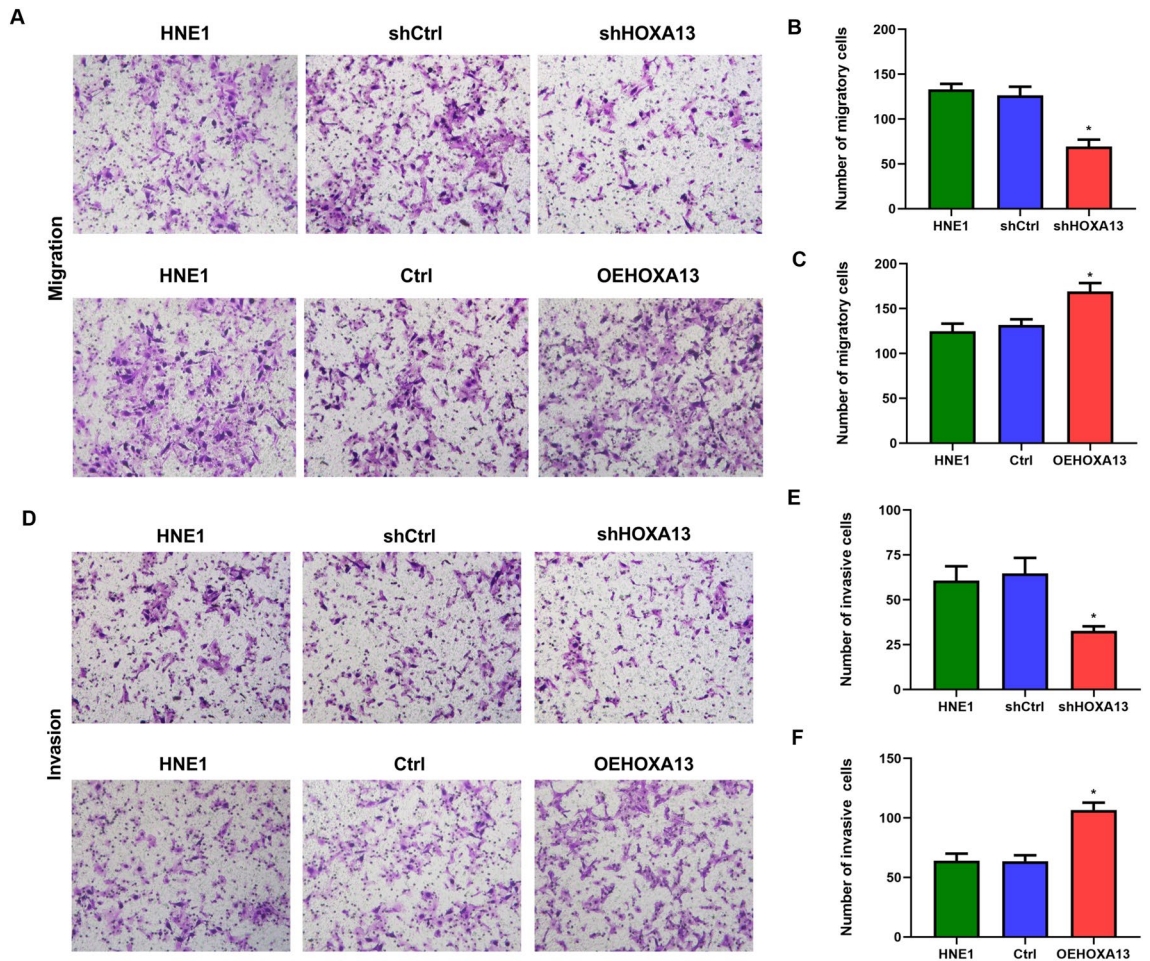 A
HNE1
shCtrl
shHOXA13
Migration
HNE1
Ctrl
OEHOXA13
B
Number of migratory cells
200
150
100
50
0
*
HNE1
shCtrl
shHOXA13
C
Number of migratory cells
200
150
100
50
0
*
HNE1
Ctrl
OEHOXA13
D
HNE1
shCtrl
shHOXA13
Invasion
HNE1
Ctrl
OEHOXA13
E
Number of invasive cells
100
75
50
25
0
*
HNE1
shCtrl
shHOXA13
F
Number of invasive cells
150
100
50
0
*
HNE1
Ctrl
OEHOXA13